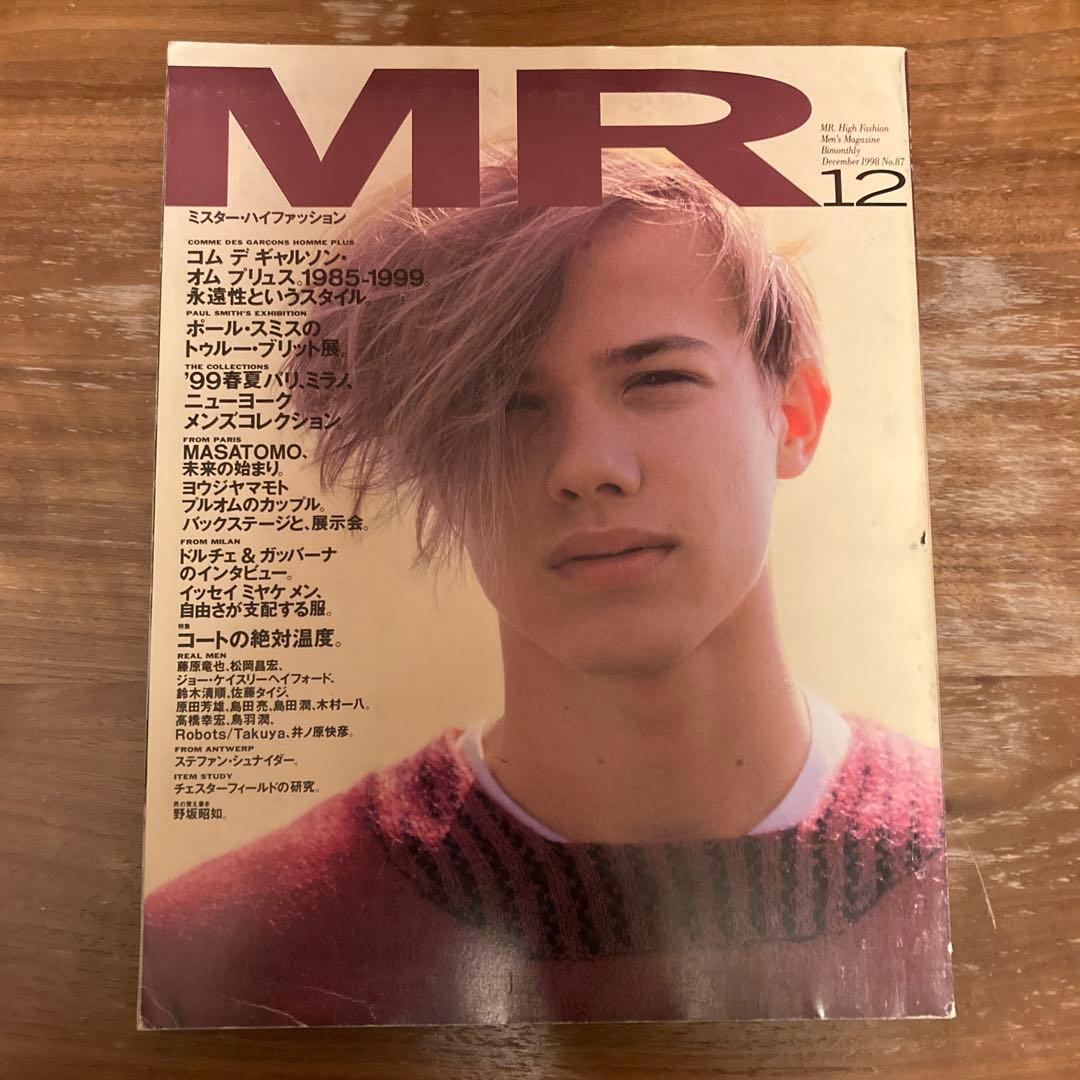 MR
MR. High Fashion
Men's Magazine
Bimonthly
December 1998 No.87
12
ミスター・ハイファッション
COMME DES GARCONS HOMME PLUS
コム デ ギャルソン・
オム プリュス。1985-1999。
永遠性というスタイル。
PAUL SMITH'S EXHIBITION
ポール・スミスの
トゥルー・ブリット展。
THE COLLECTIONS
'99春夏パリ、ミラノ、
ニューヨーク
メンズコレクション。
FROM PARIS
MASATOMO、
未来の始まり。
ヨウジヤマモト
プルオムのカップル。
バックステージと、展示会。
FROM MILAN
ドルチェ&ガッバーナ
のインタビュー。
イッセイ ミヤケ メン、
自由さが支配する服。
特集
コートの絶対温度。
REAL MEN
藤原竜也、松岡昌宏、
ジョー・ケイスリーヘイフォード、
鈴木清順、佐藤タイジ、
原田芳雄、島田 亮、島田 潤、木村一八。
高橋幸宏、鳥羽 潤、
Robots/Takuya、井ノ原快彦。
FROM ANTWERP
ステファン・シュナイダー。
ITEM STUDY
チェスターフィールドの研究。
男の覚え書き
野坂昭如。